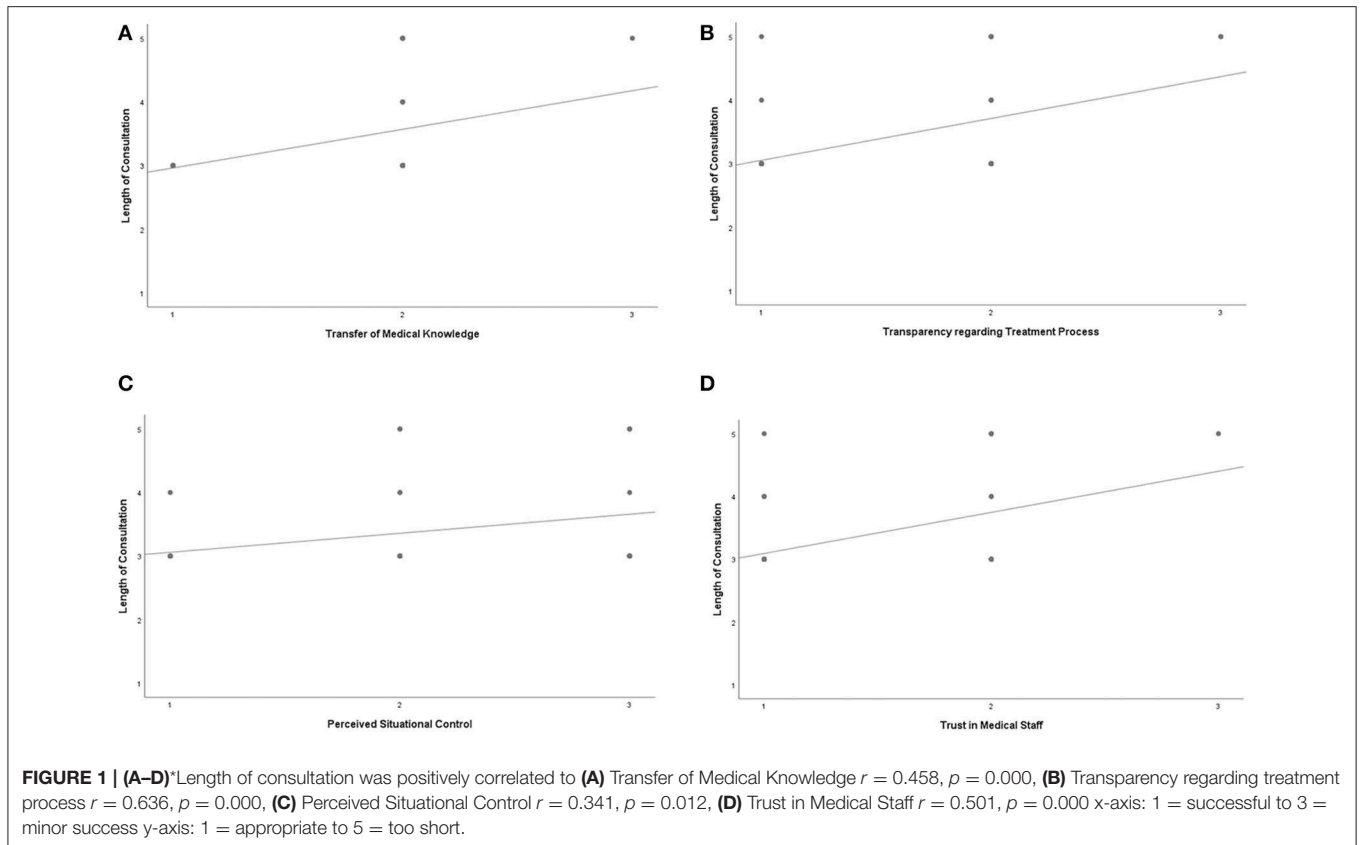 A
5
4
3
2
1
Length of Consultation
1 2 3
Transfer of Medical Knowledge
B
5
4
3
2
1
Length of Consultation
1 2 3
Transparency regarding Treatment Process
C
5
4
3
2
1
Length of Consultation
1 2 3
Perceived Situational Control
D
5
4
3
2
1
Length of Consultation
1 2 3
Trust in Medical Staff
FIGURE 1 | (A–D)*Length of consultation was positively correlated to (A) Transfer of Medical Knowledge r = 0.458, p = 0.000, (B) Transparency regarding treatment
process r = 0.636, p = 0.000, (C) Perceived Situational Control r = 0.341, p = 0.012, (D) Trust in Medical Staff r = 0.501, p = 0.000 x-axis: 1 = successful to 3 =
minor success y-axis: 1 = appropriate to 5 = too short.